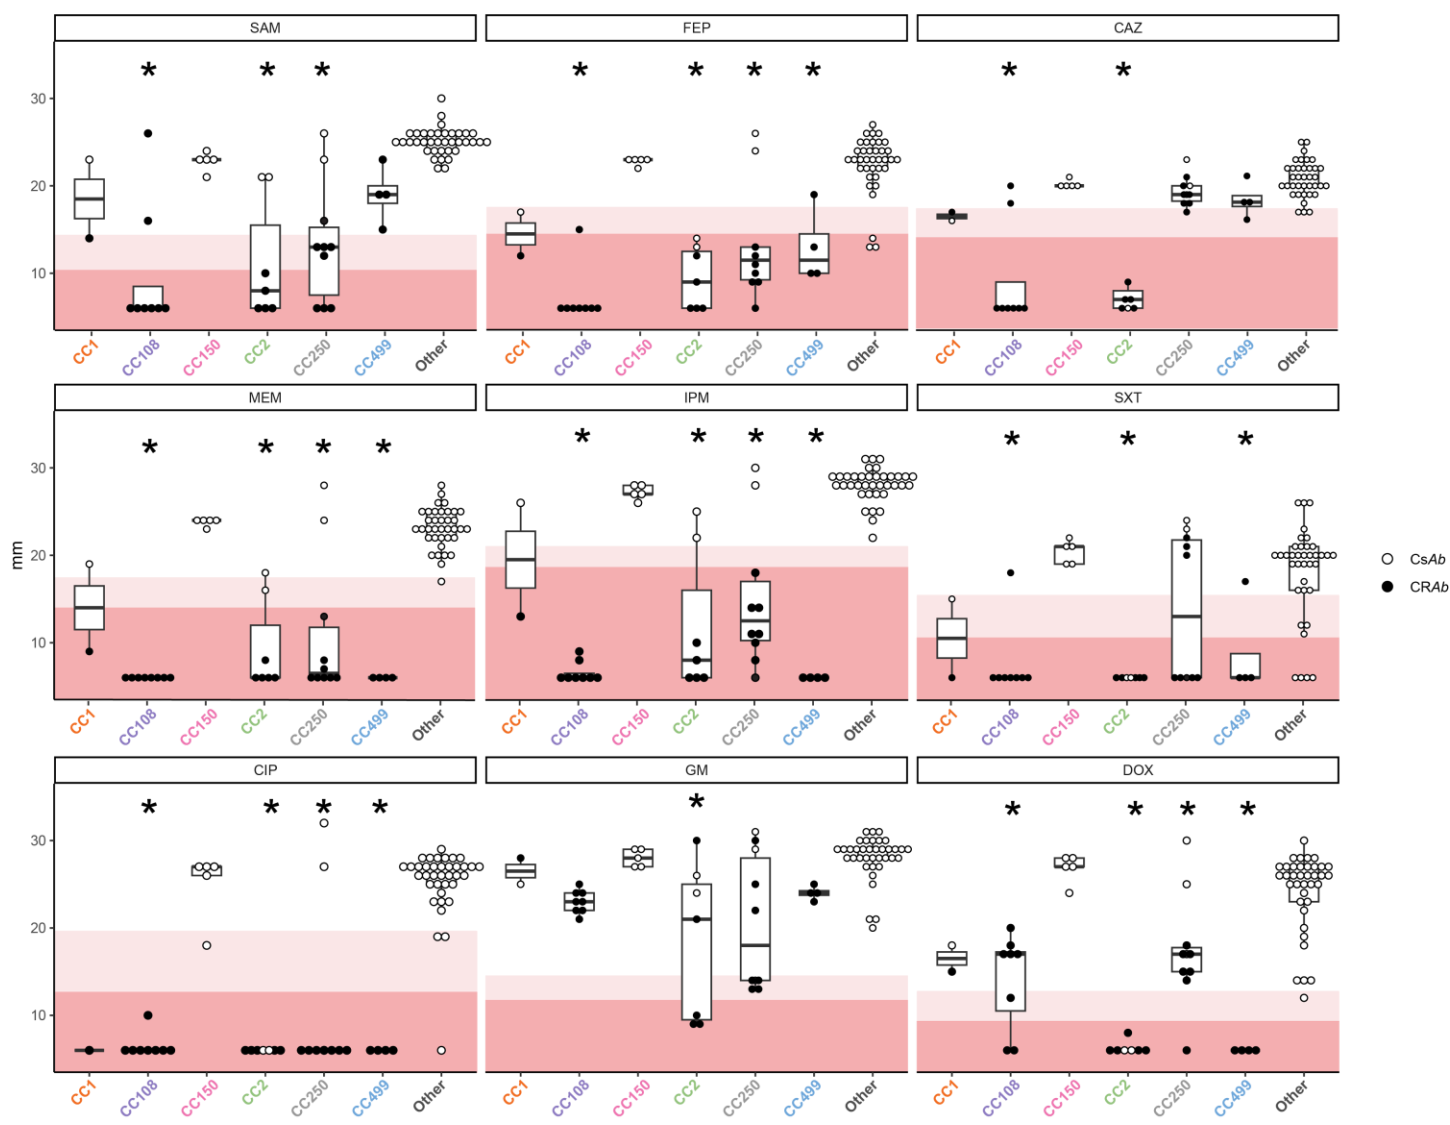 SAM FEP CAZ
* * * * * * * * *
30
20
10
CC1 CC108 CC150 CC2 CC250 CC499 Other CC1 CC108 CC150 CC2 CC250 CC499 Other CC1 CC108 CC150 CC2 CC250 CC499 Other
MEM IPM SXT
* * * * * * * * * * *
30
20
10
mm
CsAb
CRAb
CC1 CC108 CC150 CC2 CC250 CC499 Other CC1 CC108 CC150 CC2 CC250 CC499 Other CC1 CC108 CC150 CC2 CC250 CC499 Other
CIP GM DOX
* * * * * * * * *
30
20
10
CC1 CC108 CC150 CC2 CC250 CC499 Other CC1 CC108 CC150 CC2 CC250 CC499 Other CC1 CC108 CC150 CC2 CC250 CC499 Other